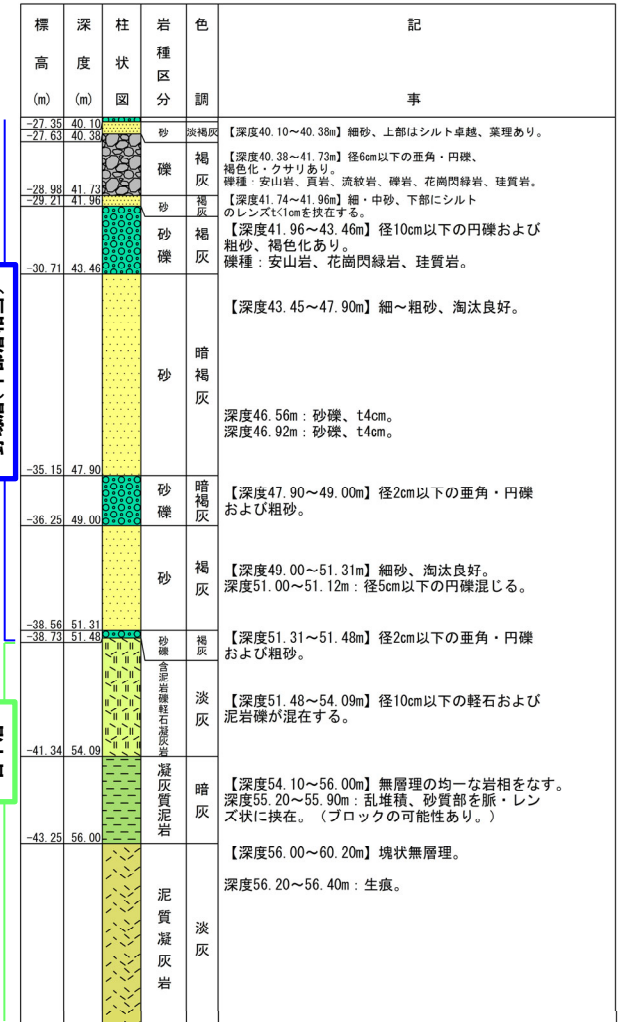 標高(m) 深度(m) 柱状図 岩種区分 色調 記事
-27.35 40.10
-27.63 40.38 砂 淡褐灰 【深度40.10～40.38m】細砂、上部はシルト卓越、葉理あり。
礫 褐灰 【深度40.38～41.73m】径6cm以下の亜角・円礫、
褐色化・クサリあり。
礫種：安山岩、頁岩、流紋岩、礫岩、花崗閃緑岩、珪質岩。
-28.98 41.73
-29.21 41.96 砂 褐灰 【深度41.74～41.96m】細・中砂、下部にシルト
のレンズt<1cmを挟在する。
砂礫 褐灰 【深度41.96～43.46m】径10cm以下の円礫および
粗砂、褐色化あり。
礫種：安山岩、花崗閃緑岩、珪質岩。
-30.71 43.46
【深度43.45～47.90m】細～粗砂、淘汰良好。
砂 暗褐灰
深度46.56m：砂礫、t4cm。
深度46.92m：砂礫、t4cm。
-35.15 47.90
砂礫 暗褐灰 【深度47.90～49.00m】径2cm以下の亜角・円礫
および粗砂。
-36.25 49.00
砂 褐灰 【深度49.00～51.31m】細砂、淘汰良好。
深度51.00～51.12m：径5cm以下の円礫混じる。
-38.56 51.31
-38.73 51.48 砂礫 褐灰 【深度51.31～51.48m】径2cm以下の亜角・円礫
および粗砂。
含泥岩礫軽石凝灰岩 淡灰 【深度51.48～54.09m】径10cm以下の軽石および
泥岩礫が混在する。
-41.34 54.09
凝灰質泥岩 暗灰 【深度54.10～56.00m】無層理の均一な岩相をなす。
深度55.20～55.90m：乱堆積、砂質部を脈・レン
ズ状に挟在。（ブロックの可能性あり。）
-43.25 56.00
【深度56.00～60.20m】塊状無層理。
深度56.20～56.40m：生痕。
泥質凝灰岩 淡灰